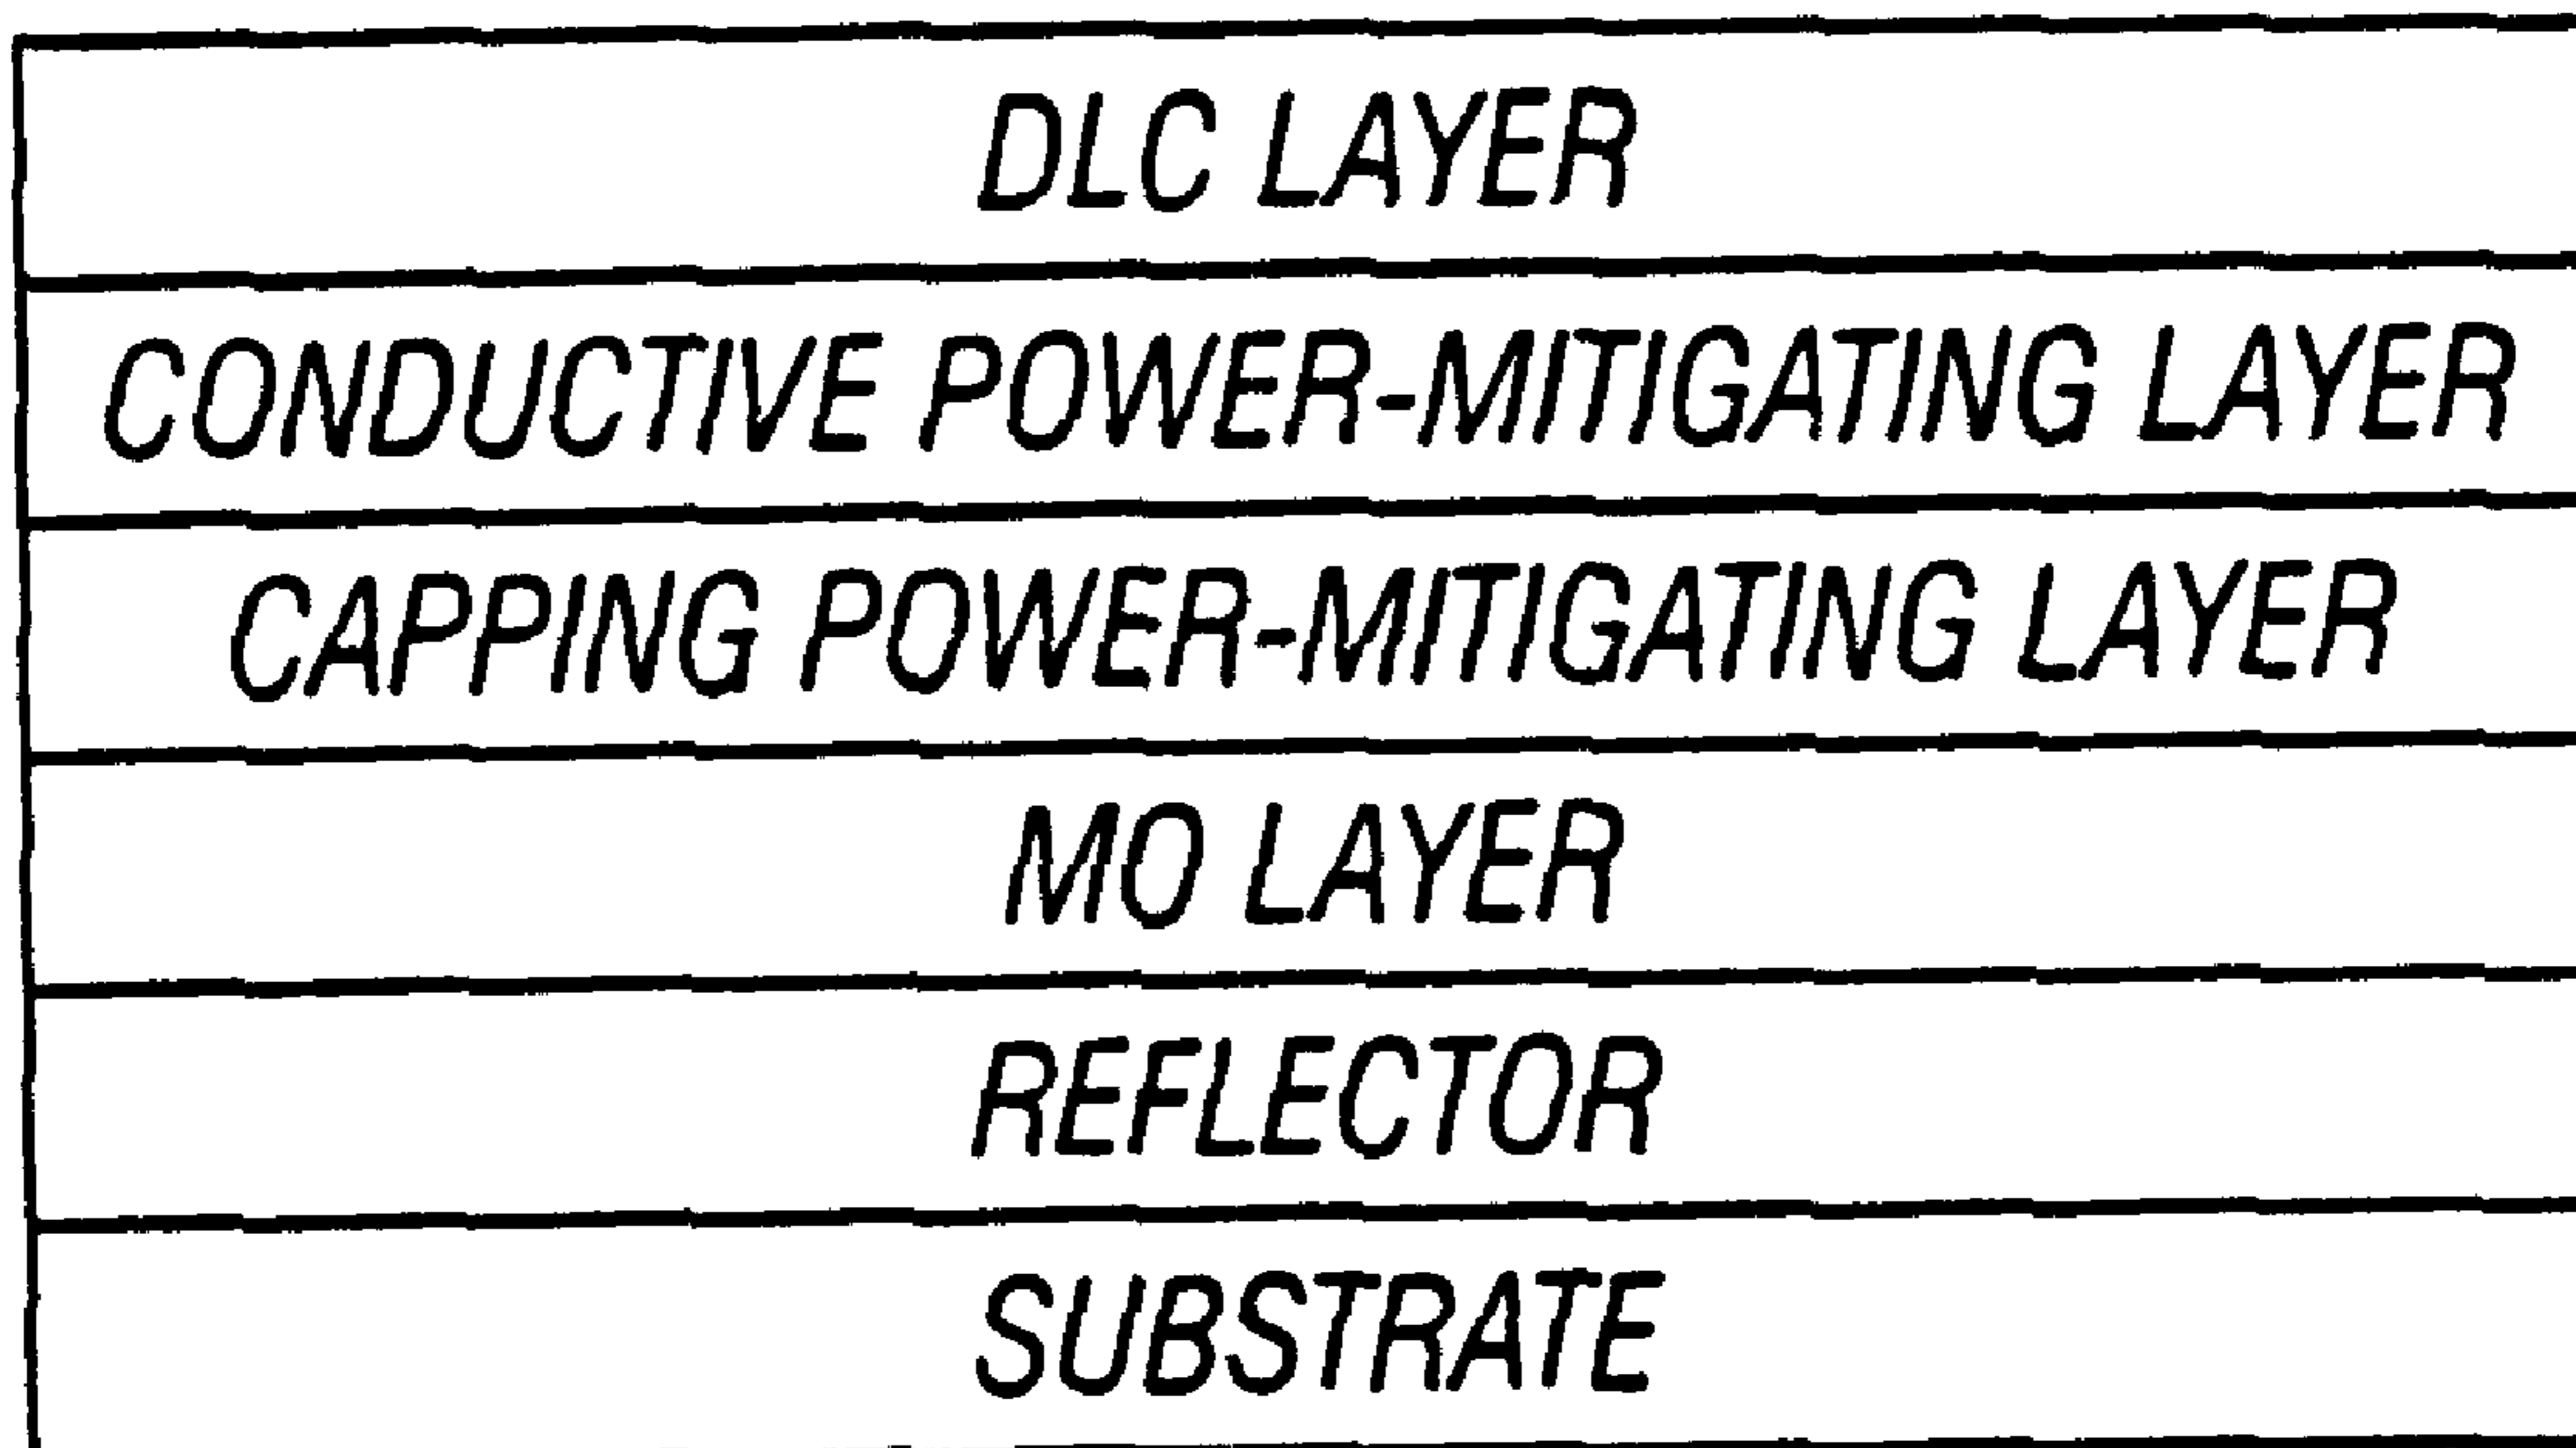 DLC LAYER
CONDUCTIVE POWER-MITIGATING LAYER
CAPPING POWER-MITIGATING LAYER
MO LAYER
REFLECTOR
SUBSTRATE